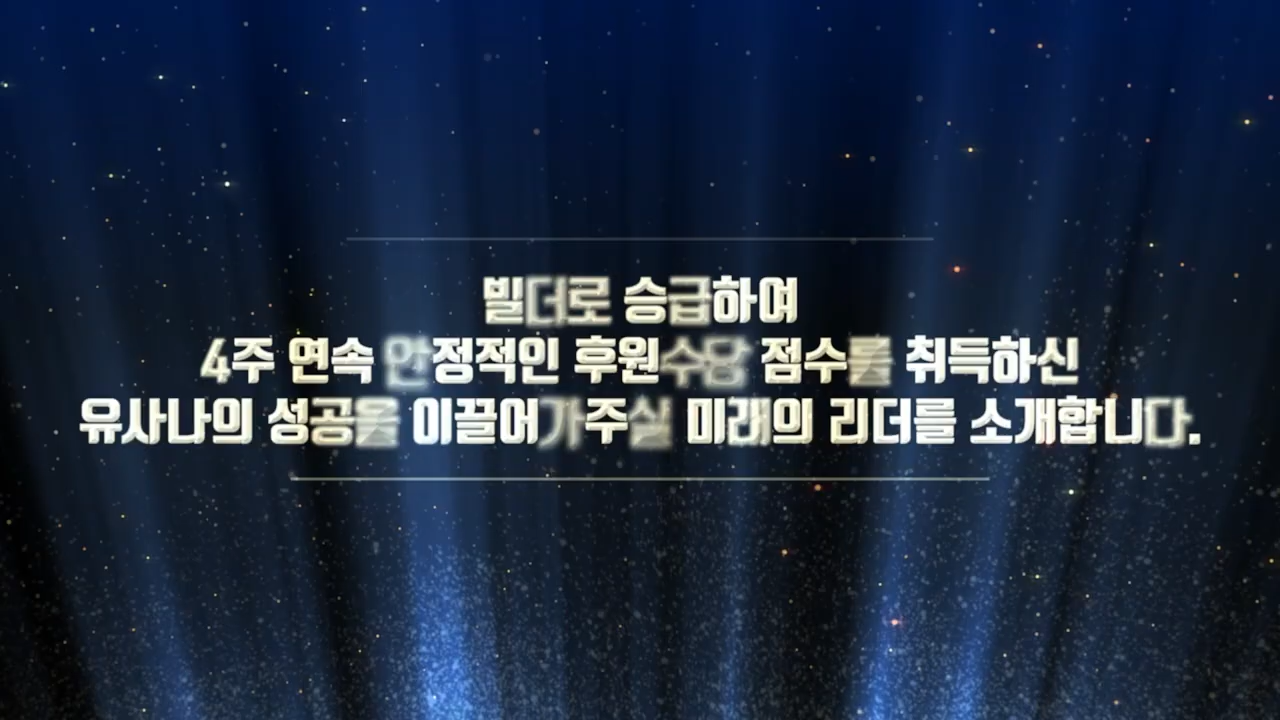 빌더로 승급하여
4주 연속 안정적인 후원수당 점수를 취득하신
유사나의 성공을 이끌어가주실 미래의 리더를 소개합니다.